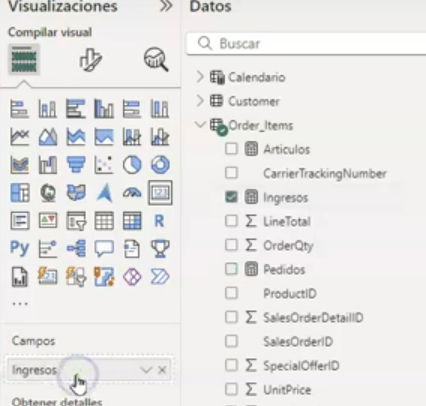 Visualizaciones
Compilar visual
R
Py
Campos
Ingresos
Obtener detalles
Datos
Buscar
Calendario
Customer
Order_Items
Articulos
CarrierTrackingNumber
Ingresos
LineTotal
OrderQty
Pedidos
ProductID
SalesOrderDetailID
SalesOrderID
SpecialOfferID
UnitPrice